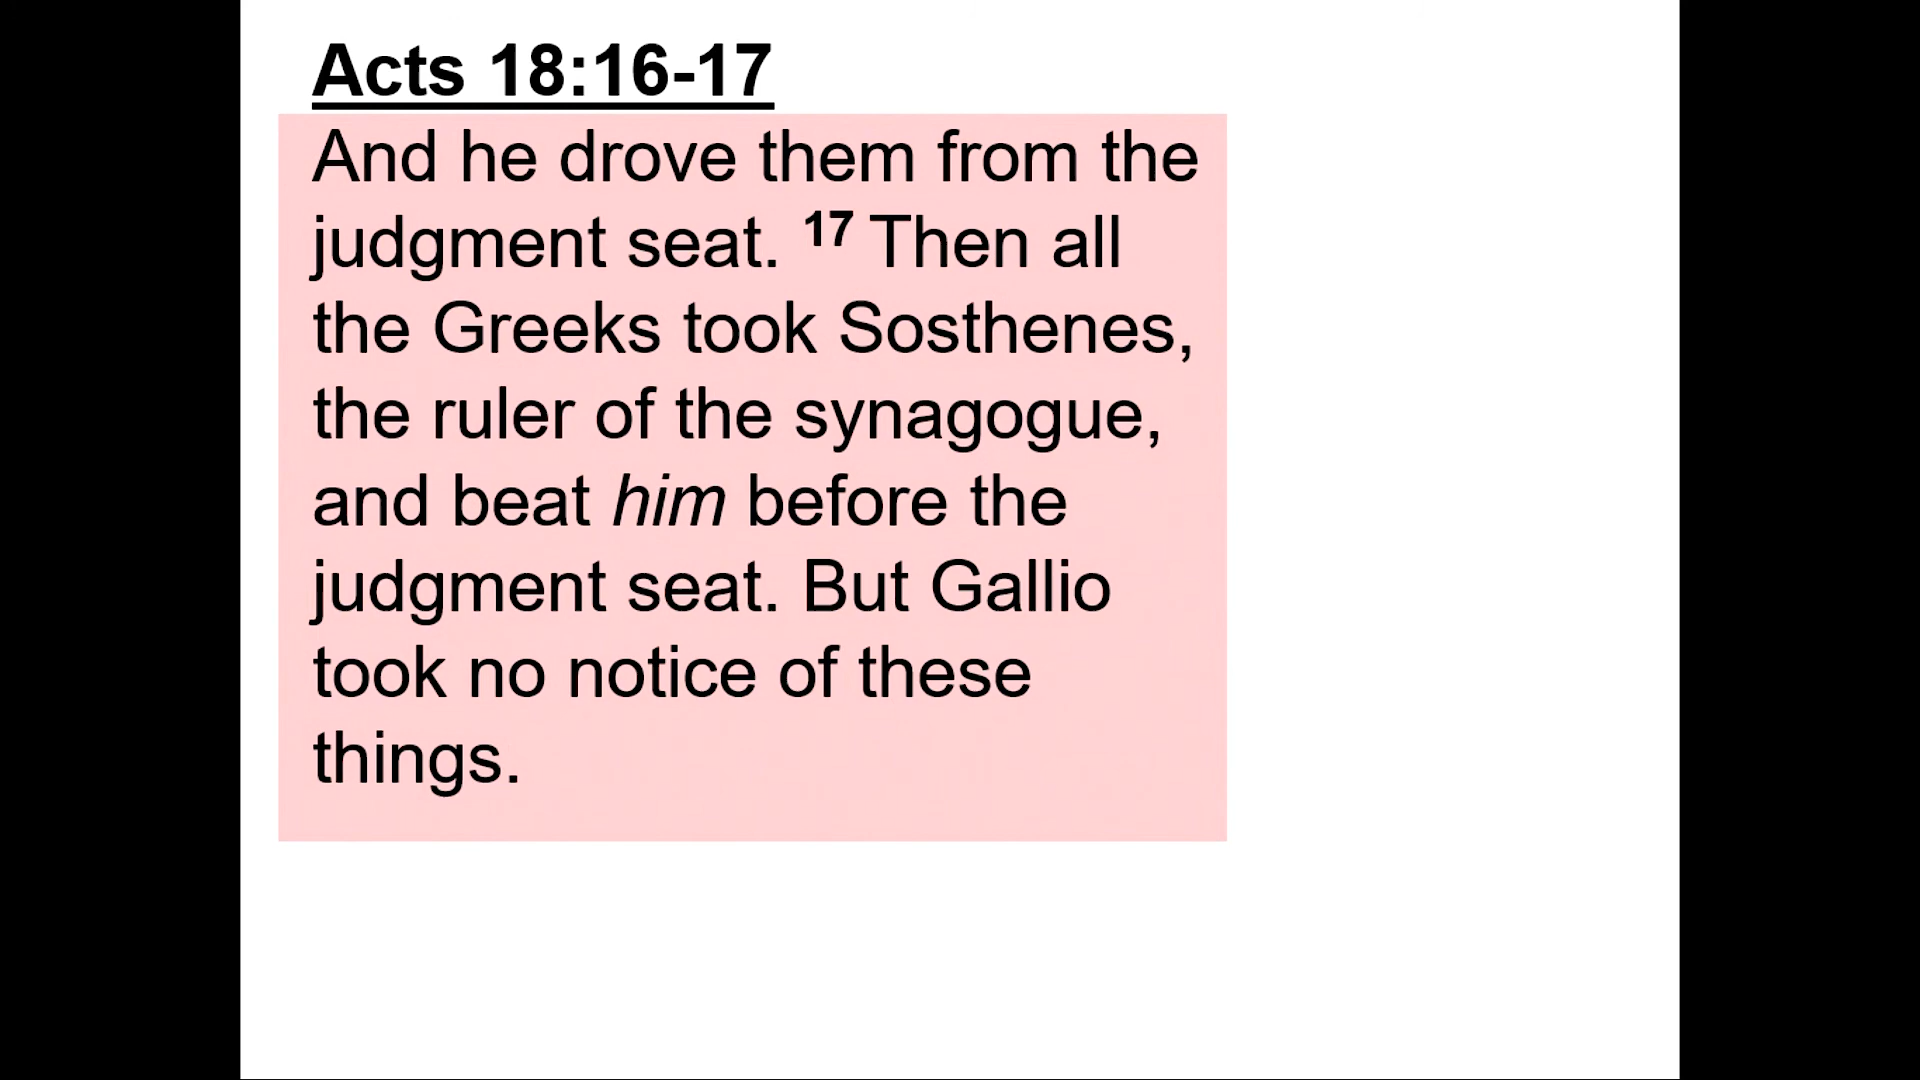 Acts 18:16-17
And he drove them from the
judgment seat. 17 Then all
the Greeks took Sosthenes,
the ruler of the synagogue,
and beat him before the
judgment seat. But Gallio
took no notice of these
things.